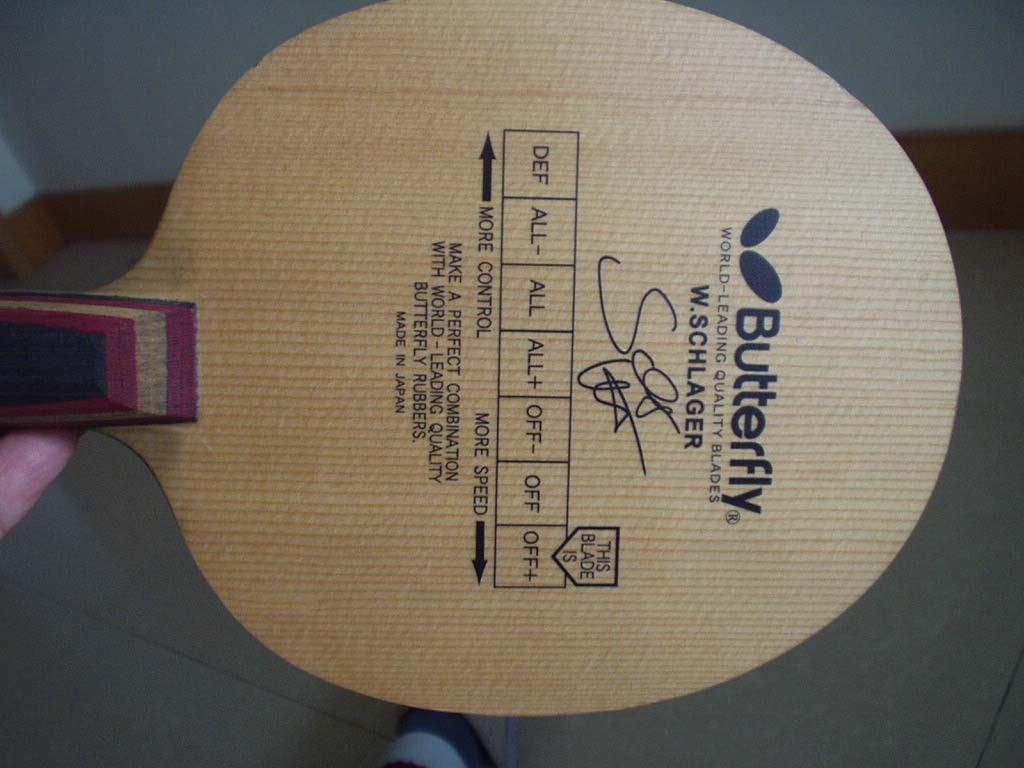 Butterfly®
WORLD-LEADING QUALITY BLADES
W.SCHLAGER
THIS
BLADE
IS
DEF ALL- ALL ALL+ OFF- OFF OFF+
MORE CONTROL MORE SPEED
MAKE A PERFECT COMBINATION
WITH WORLD-LEADING QUALITY
BUTTERFLY RUBBERS.
MADE IN JAPAN